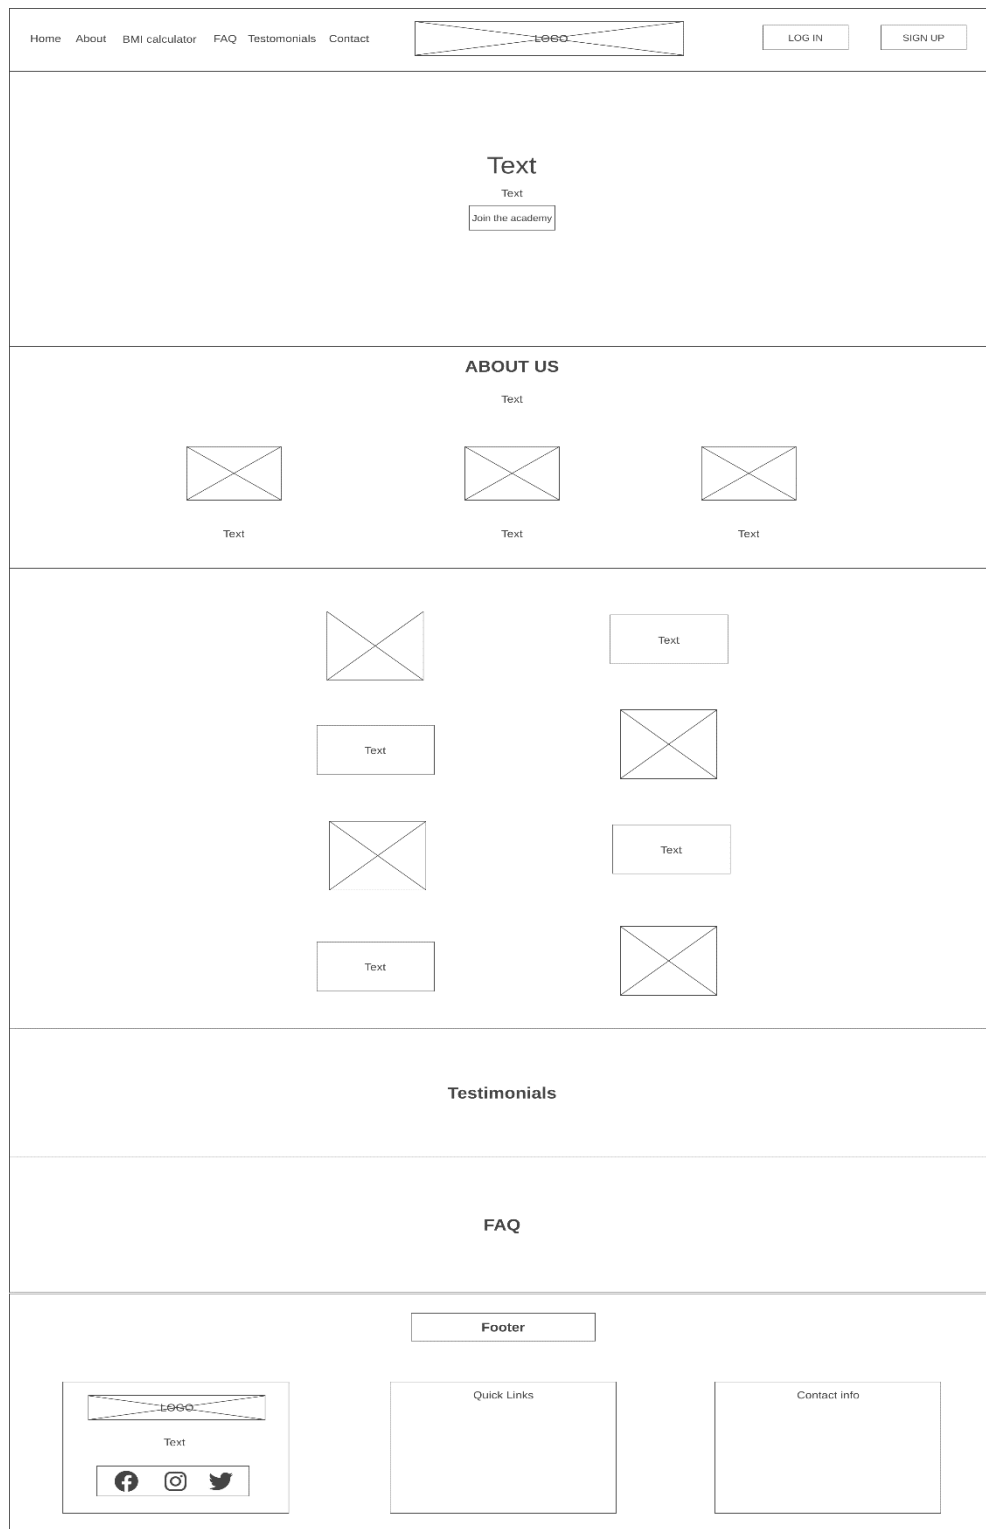 Home About BMI calculator FAQ Testomonials Contact LOGO LOG IN SIGN UP
Text
Text
Join the academy
ABOUT US
Text
Text Text Text
Text
Text
Text
Text
Testimonials
FAQ
Footer
LOGO Quick Links Contact info
Text